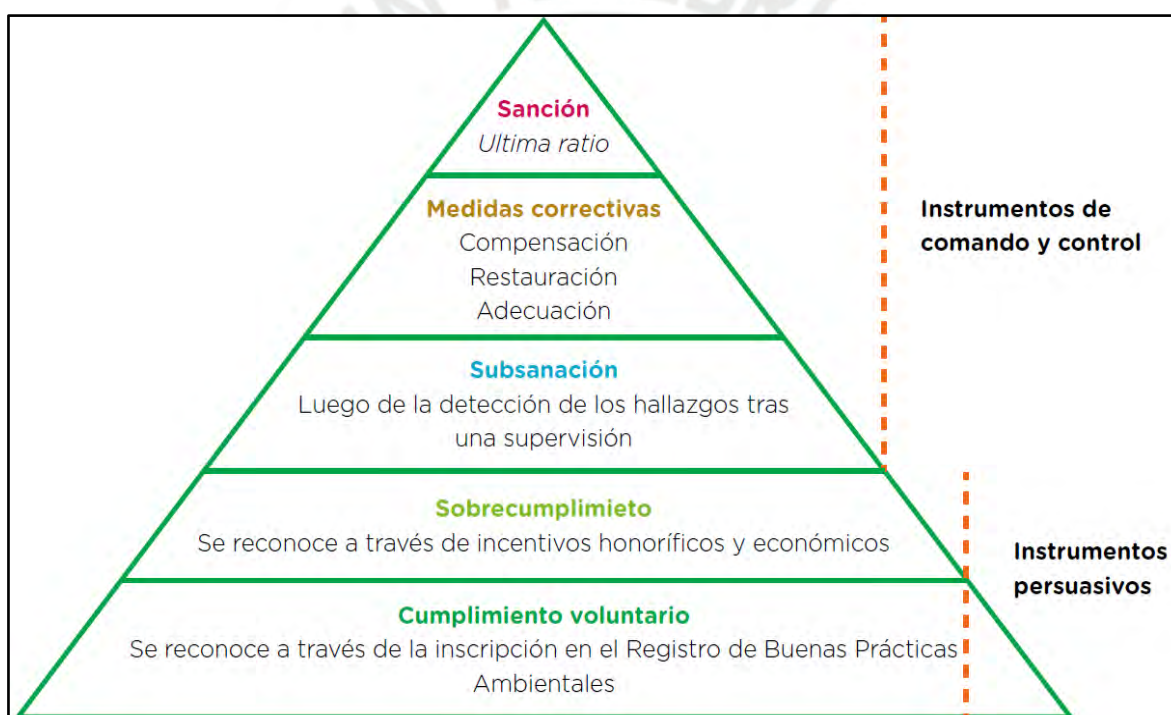 Sanción
Ultima ratio
Medidas correctivas
Compensación
Restauración
Adecuación
Instrumentos de
comando y control
Subsanación
Luego de la detección de los hallazgos tras
una supervisión
Sobrecumplimieto
Se reconoce a través de incentivos honoríficos y económicos
Instrumentos
persuasivos
Cumplimiento voluntario
Se reconoce a través de la inscripción en el Registro de Buenas Prácticas
Ambientales